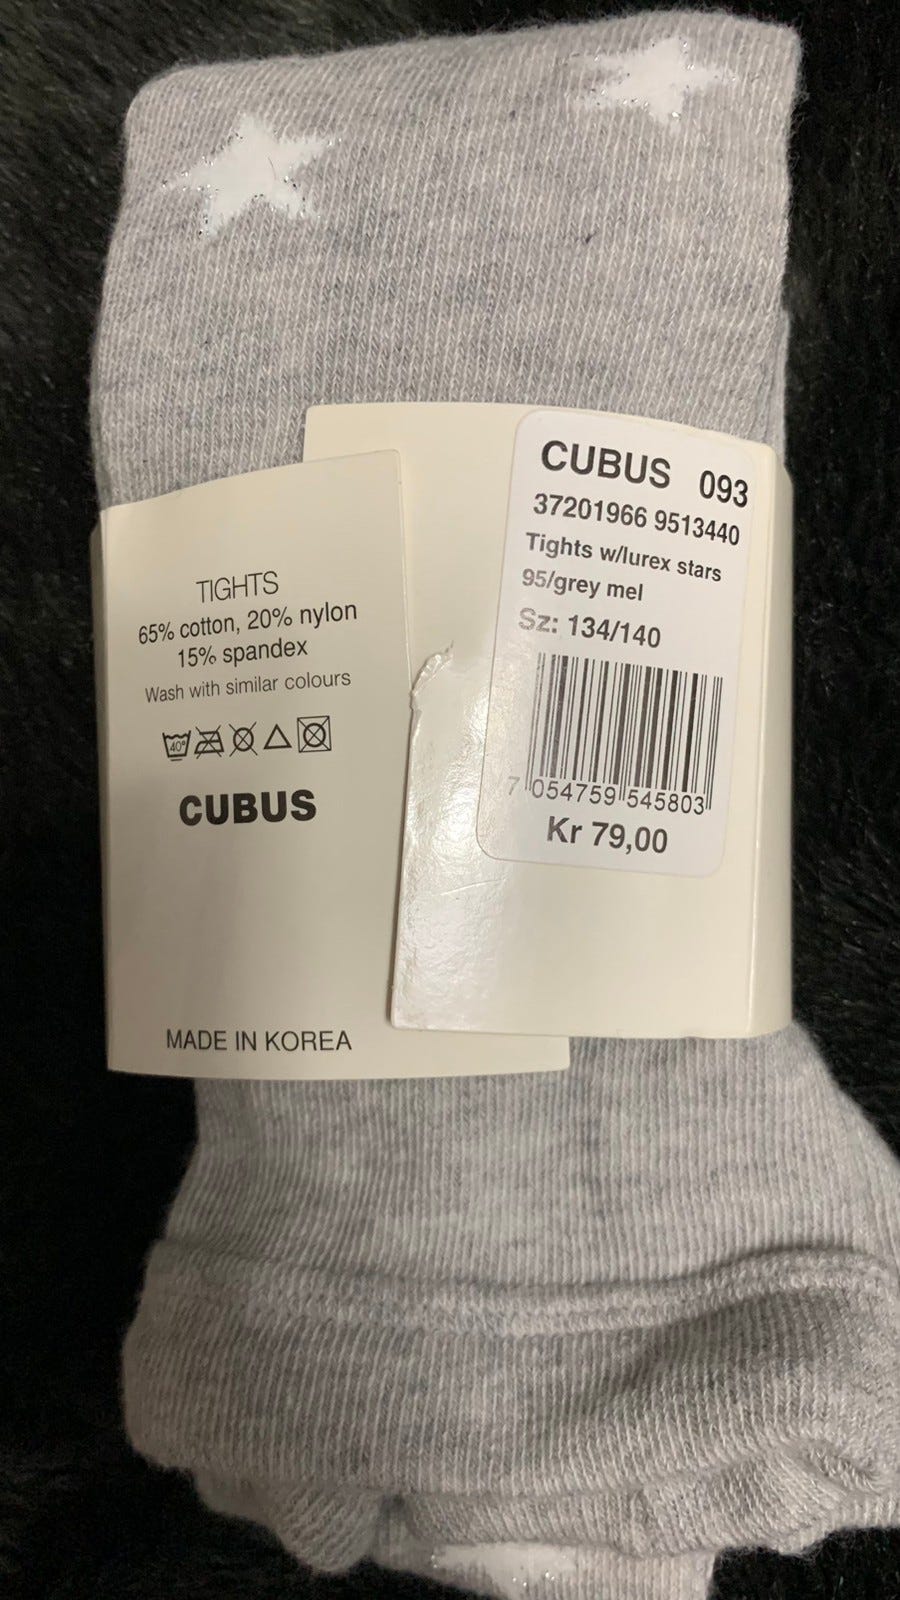 TIGHTS
65% cotton, 20% nylon
15% spandex
Wash with similar colours
40°
CUBUS
MADE IN KOREA
CUBUS 093
37201966 9513440
Tights w/lurex stars
95/grey mel
Sz: 134/140
7 054759 545803
Kr 79,00